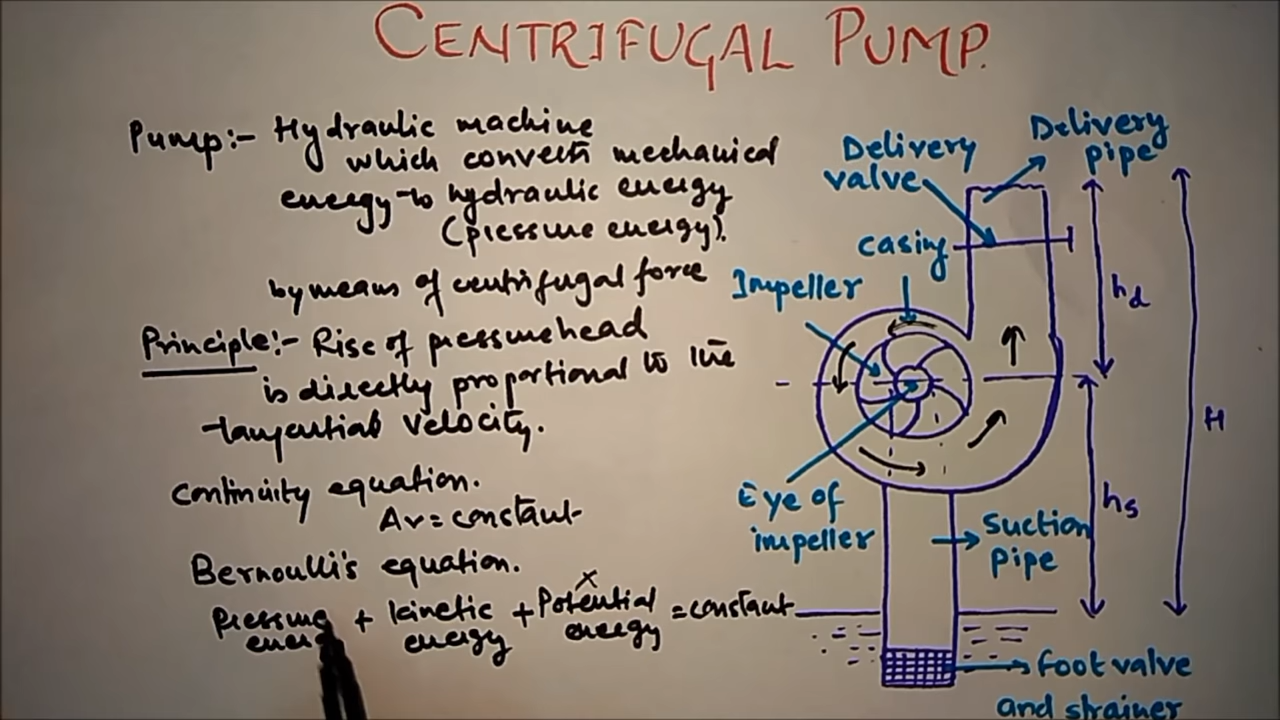 CENTRIFUGAL PUMP.
Pump:- Hydraulic machine
which converts mechanical
energy to hydraulic energy
(pressure energy).
by means of centrifugal force
Principle:- Rise of pressure head
is directly proportional to the
tangential velocity.
Continuity equation.
Av = constant
Bernoulli's equation.
Pressure energy + kinetic energy + Potential energy = constant
x
Delivery pipe
Delivery valve
casing
Impeller
Eye of impeller
Suction pipe
foot valve
and strainer
hd
hs
H